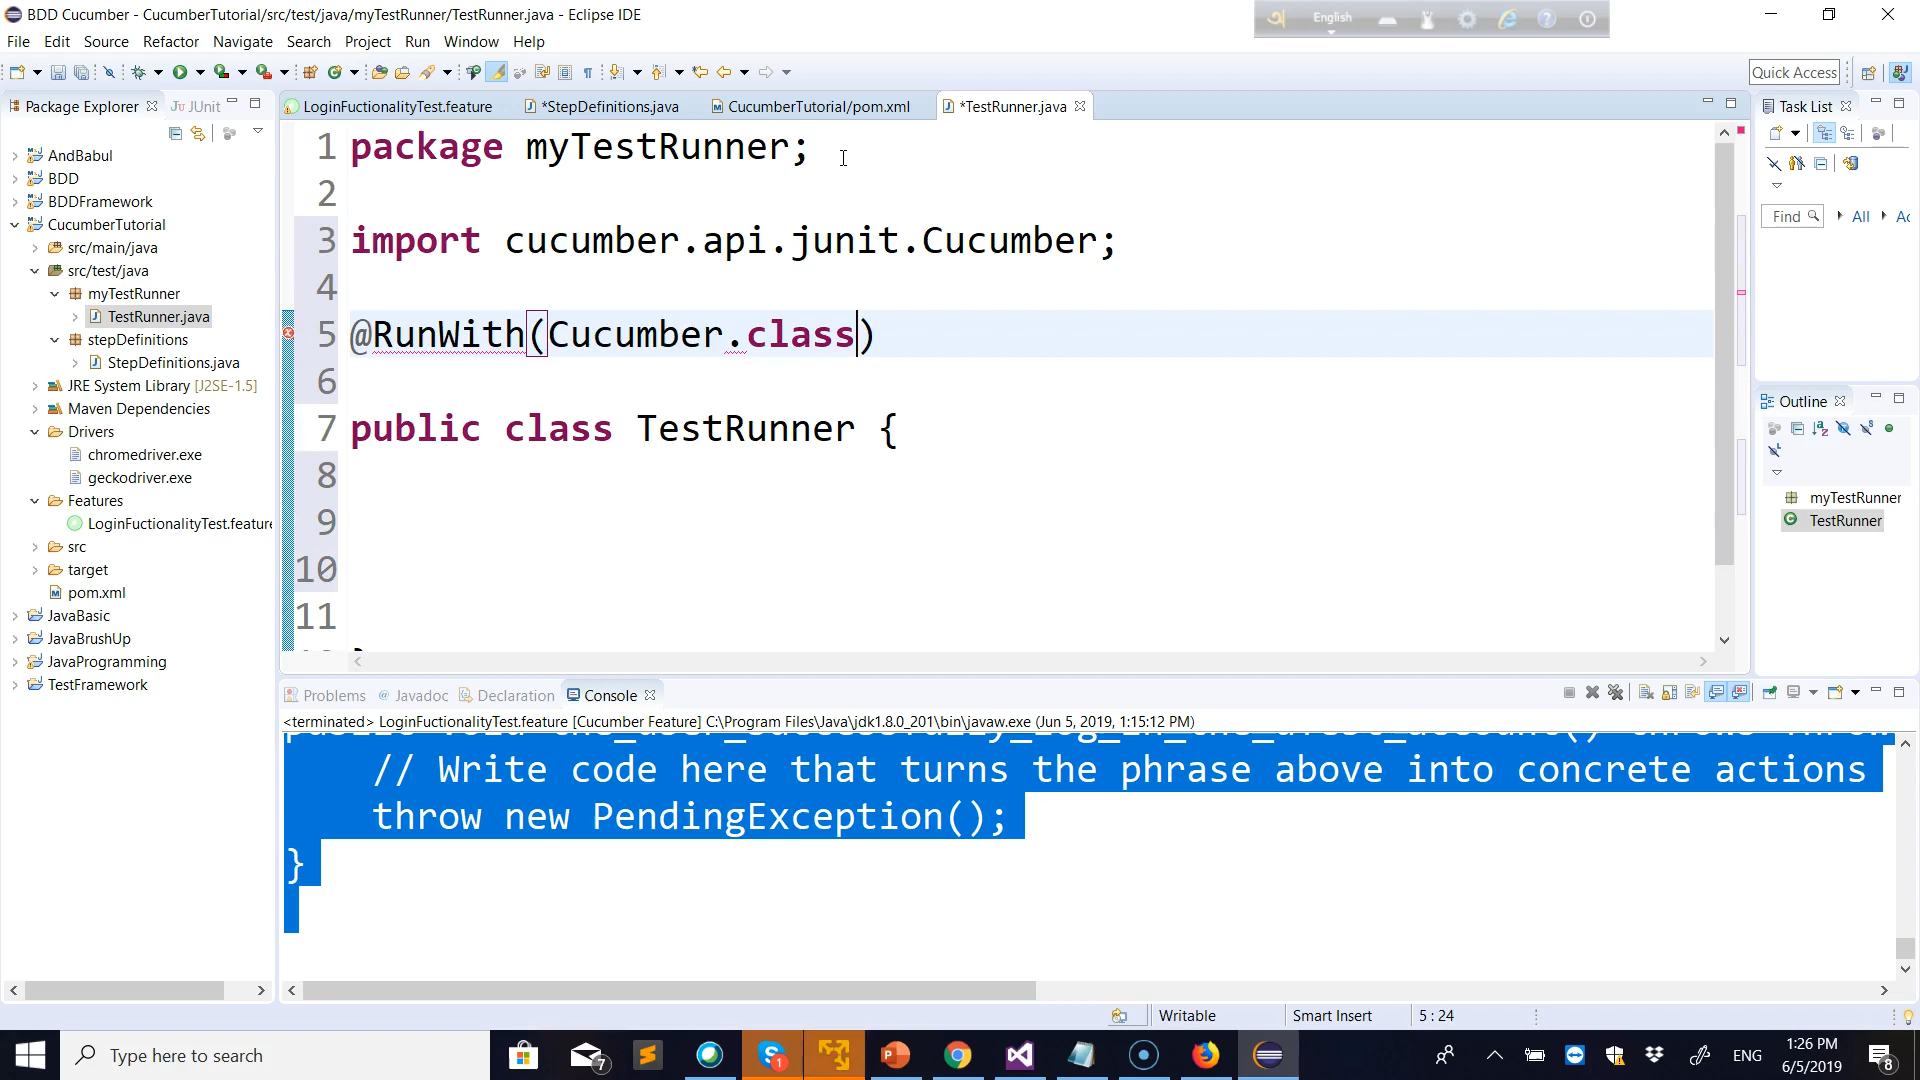 BDD Cucumber - CucumberTutorial/src/test/java/myTestRunner/TestRunner.java - Eclipse IDE
English
File Edit Source Refactor Navigate Search Project Run Window Help
Quick Access
Package Explorer
JUnit
LoginFuctionalityTest.feature
*StepDefinitions.java
CucumberTutorial/pom.xml
*TestRunner.java
Task List
AndBabul
BDD
BDDFramework
CucumberTutorial
src/main/java
src/test/java
myTestRunner
TestRunner.java
stepDefinitions
StepDefinitions.java
JRE System Library [J2SE-1.5]
Maven Dependencies
Drivers
chromedriver.exe
geckodriver.exe
Features
LoginFuctionalityTest.feature
src
target
pom.xml
JavaBasic
JavaBrushUp
JavaProgramming
TestFramework
1 package myTestRunner;
2
3 import cucumber.api.junit.Cucumber;
4
5 @RunWith(Cucumber.class)
6
7 public class TestRunner {
8
9
10
11
Find
All
Outline
myTestRunner
TestRunner
Problems @ Javadoc Declaration Console
<terminated> LoginFuctionalityTest.feature [Cucumber Feature] C:\Program Files\Java\jdk1.8.0_201\bin\javaw.exe (Jun 5, 2019, 1:15:12 PM)
// Write code here that turns the phrase above into concrete actions
throw new PendingException();
}
Writable
Smart Insert
5 : 24
Type here to search
7
1
ENG
1:26 PM
6/5/2019
8